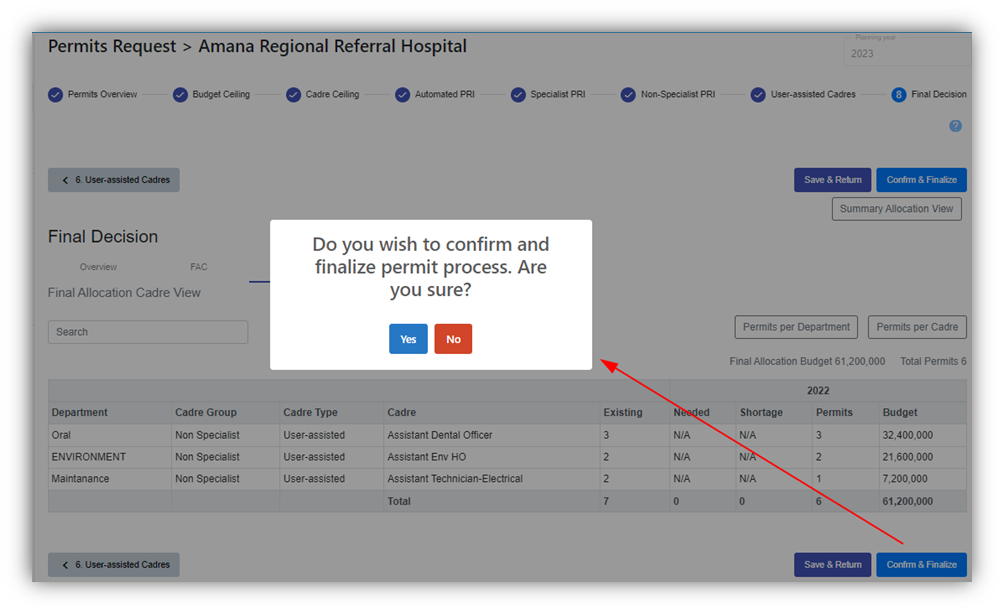 Permits Request > Amana Regional Referral Hospital
Planning year
2023
Permits Overview
Budget Ceiling
Cadre Ceiling
Automated PRI
Specialist PRI
Non-Specialist PRI
User-assisted Cadres
8 Final Decision
?
6. User-assisted Cadres
Save & Return
Confrm & Finalize
Summary Allocation View
Final Decision
Overview
FAC
Final Allocation Cadre View
Do you wish to confirm and
finalize permit process. Are
you sure?
Yes
No
Search
Permits per Department
Permits per Cadre
Final Allocation Budget 61,200,000 Total Permits 6
2022
Department Cadre Group Cadre Type Cadre Existing Needed Shortage Permits Budget
Oral Non Specialist User-assisted Assistant Dental Officer 3 N/A N/A 3 32,400,000
ENVIRONMENT Non Specialist User-assisted Assistant Env HO 2 N/A N/A 2 21,600,000
Maintanance Non Specialist User-assisted Assistant Technician-Electrical 2 N/A N/A 1 7,200,000
Total 7 0 0 6 61,200,000
6. User-assisted Cadres
Save & Return
Confrm & Finalize